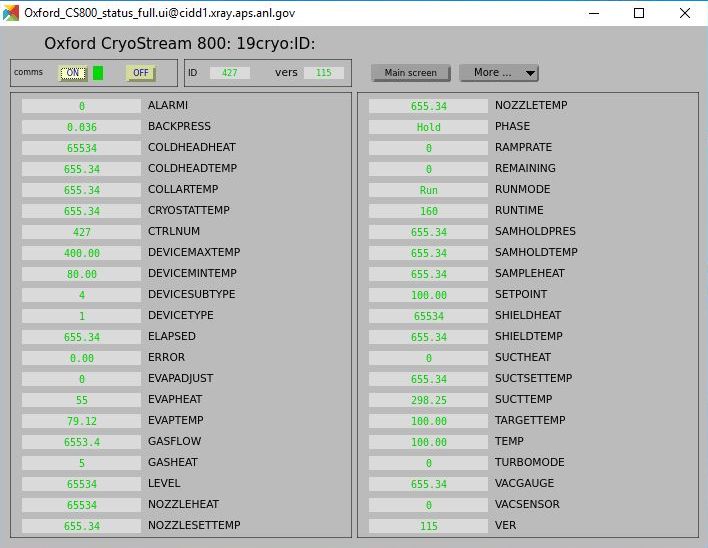 Oxford_CS800_status_full.ui@cidd1.xray.aps.anl.gov
Oxford CryoStream 800: 19cryo:ID:
comms ON OFF ID 427 vers 115 Main screen More ...
0 ALARMI
0.036 BACKPRESS
65534 COLDHEADHEAT
655.34 COLDHEADTEMP
655.34 COLLARTEMP
655.34 CRYOSTATTEMP
427 CTRLNUM
400.00 DEVICEMAXTEMP
80.00 DEVICEMINTEMP
4 DEVICESUBTYPE
1 DEVICETYPE
655.34 ELAPSED
0.00 ERROR
0 EVAPADJUST
55 EVAPHEAT
79.12 EVAPTEMP
6553.4 GASFLOW
5 GASHEAT
65534 LEVEL
65534 NOZZLEHEAT
655.34 NOZZLESETTEMP
655.34 NOZZLETEMP
Hold PHASE
0 RAMPRATE
0 REMAINING
Run RUNMODE
160 RUNTIME
655.34 SAMHOLDPRES
655.34 SAMHOLDTEMP
655.34 SAMPLEHEAT
100.00 SETPOINT
65534 SHIELDHEAT
655.34 SHIELDTEMP
0 SUCTHEAT
655.34 SUCTSETTEMP
298.25 SUCTTEMP
100.00 TARGETTEMP
100.00 TEMP
0 TURBOMODE
655.34 VACGAUGE
0 VACSENSOR
115 VER